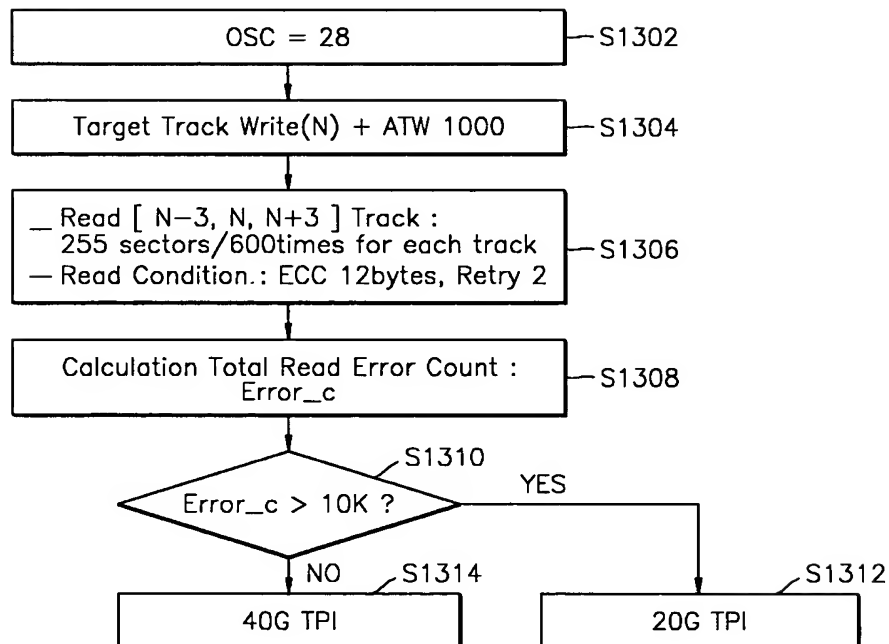 OSC = 28
S1302
Target Track Write(N) + ATW 1000
S1304
— Read [ N-3, N, N+3 ] Track :
255 sectors/600times for each track
— Read Condition.: ECC 12bytes, Retry 2
S1306
Calculation Total Read Error Count :
Error_c
S1308
S1310
Error_c > 10K ?
YES
NO
S1314
S1312
40G TPI
20G TPI